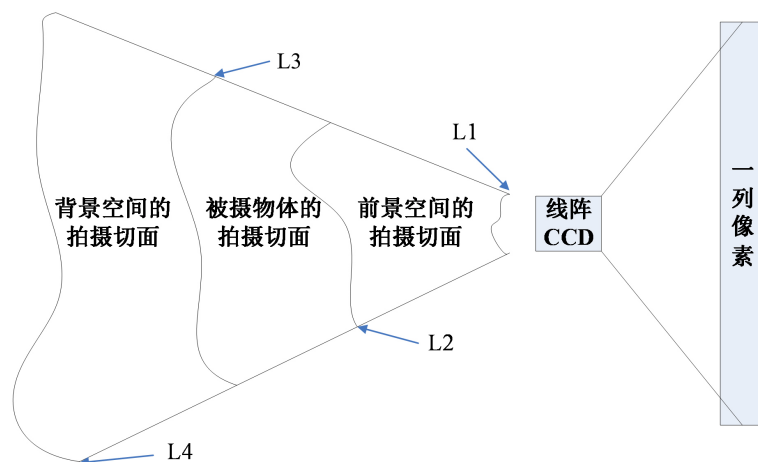 L3
L1
背景空间的
拍摄切面
被摄物体的
拍摄切面
前景空间的
拍摄切面
线阵
CCD
一列像素
L2
L4